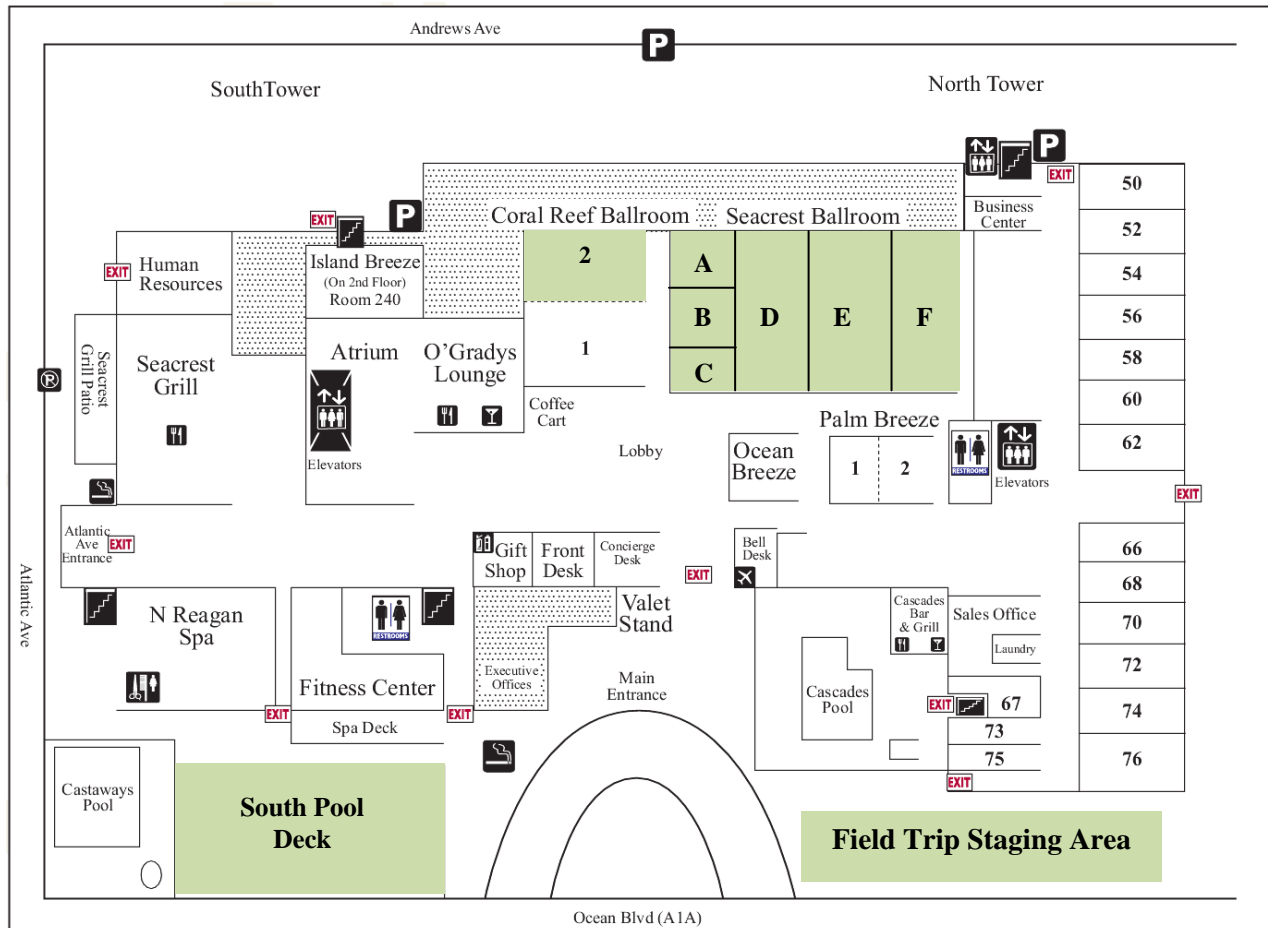 Andrews Ave
P
SouthTower
North Tower
P
EXIT
50
Business
Center
52
54
56
58
60
62
EXIT
P
Coral Reef Ballroom
Seacrest Ballroom
2
1
A
B
C
D
E
F
EXIT
Human
Resources
EXIT
Island Breeze
(On 2nd Floor)
Room 240
Seacrest
Grill Patio
Seacrest
Grill
Atrium
Elevators
O'Gradys
Lounge
Coffee
Cart
Lobby
R
Ocean
Breeze
Palm Breeze
1
2
RESTROOMS
Elevators
EXIT
Atlantic
Ave
Entrance
EXIT
Gift
Shop
Front
Desk
Concierge
Desk
EXIT
Bell
Desk
66
68
70
72
74
76
Atlantic Ave
N Reagan
Spa
RESTROOMS
Fitness Center
Executive
Offices
Valet
Stand
Main
Entrance
Cascades
Bar
& Grill
Sales Office
Laundry
Cascades
Pool
EXIT
67
73
75
EXIT
EXIT
Spa Deck
EXIT
Castaways
Pool
South Pool
Deck
Field Trip Staging Area
Ocean Blvd (A1A)